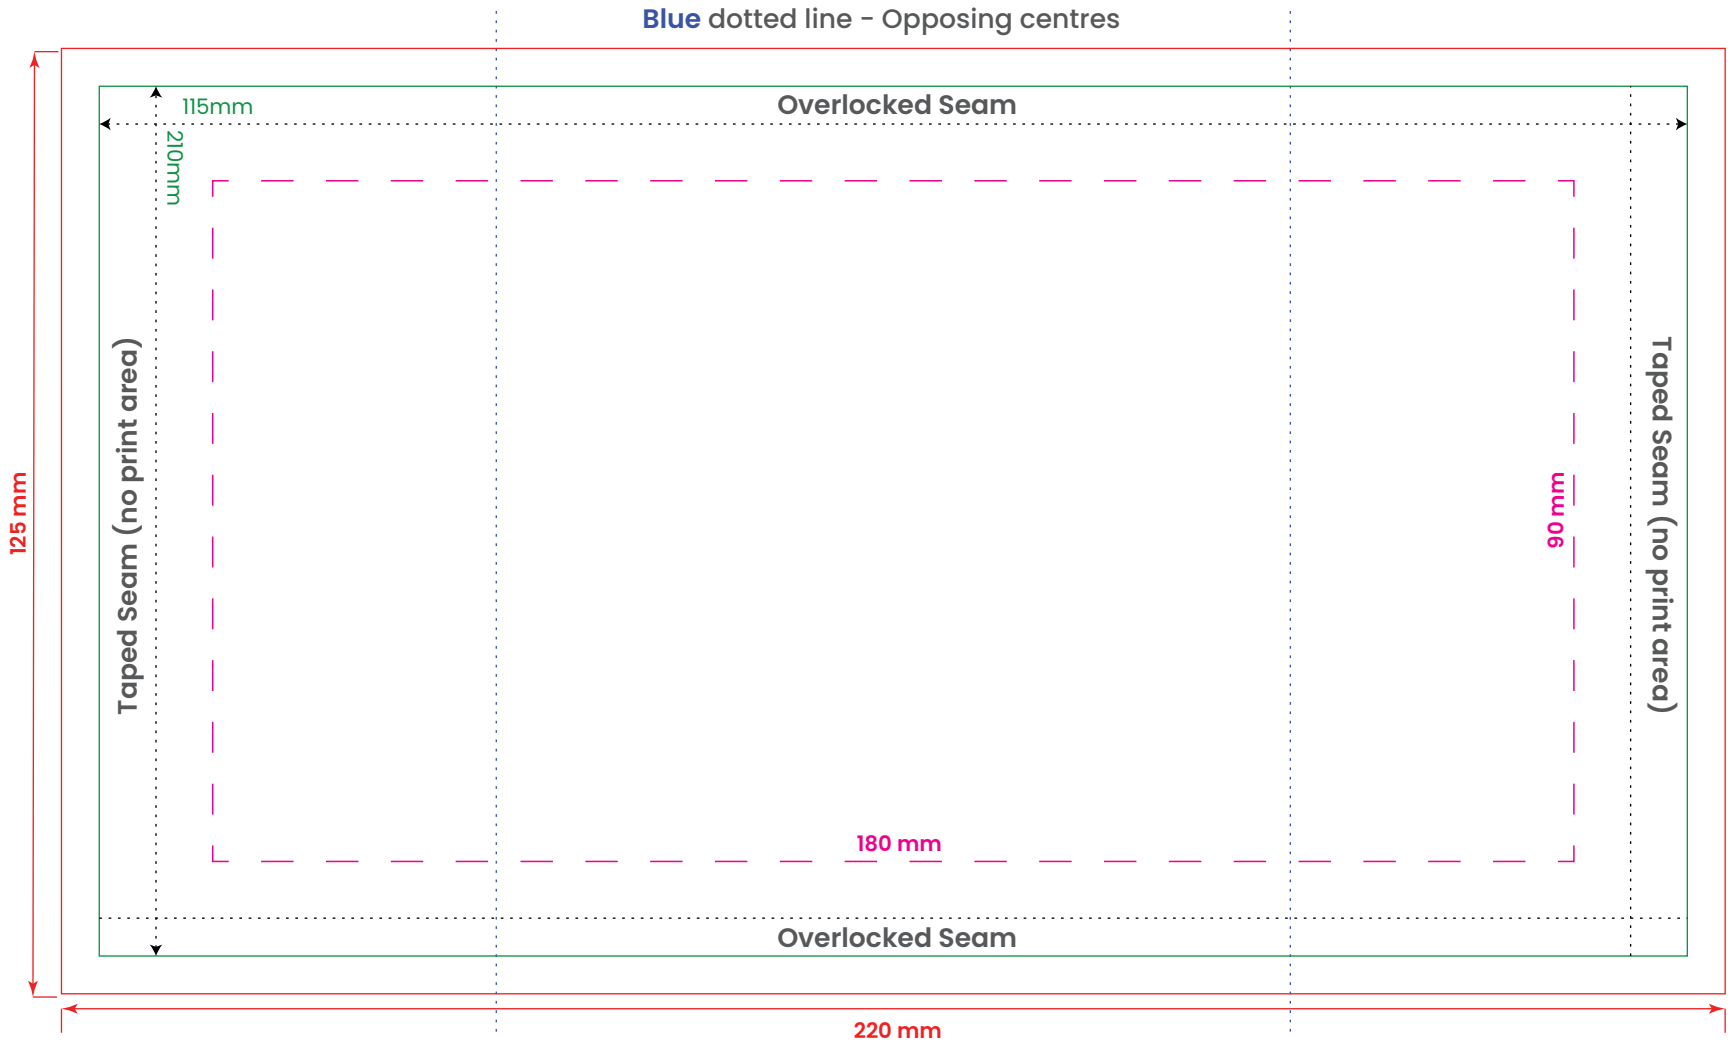 Blue dotted line - Opposing centres
115mm
Overlocked Seam
210mm
Taped Seam (no print area)
Taped Seam (no print area)
125 mm
90 mm
180 mm
Overlocked Seam
220 mm